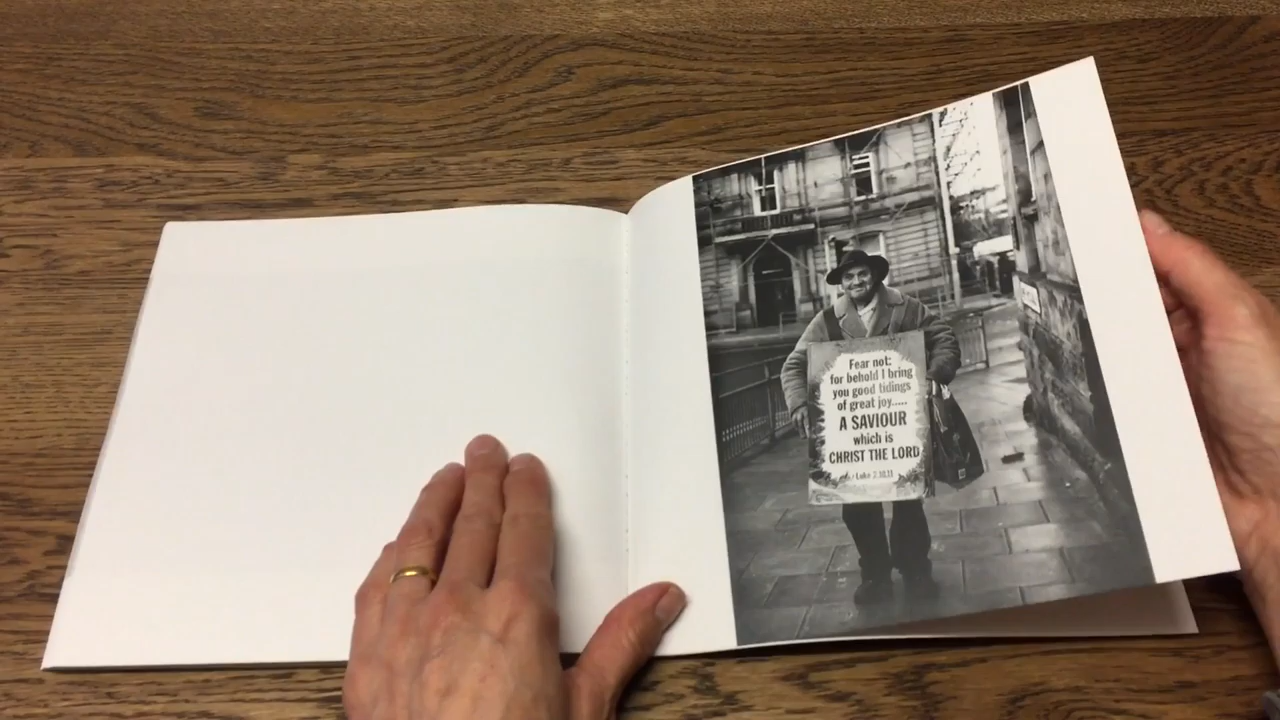 Fear not:
for behold I bring
you good tidings
of great joy.....
A SAVIOUR
which is
CHRIST THE LORD
Luke 2.10.11